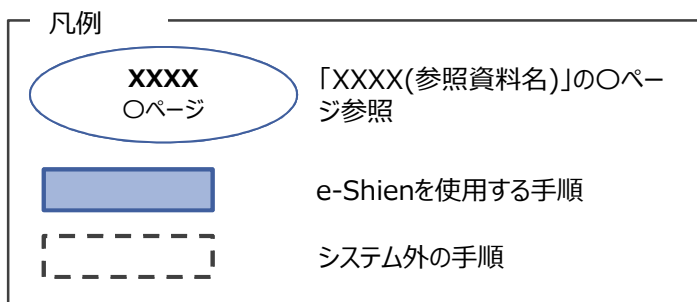 凡例
XXXX
〇ページ
「XXXX(参照資料名)」の〇ペー
ジ参照
e-Shienを使用する手順
システム外の手順